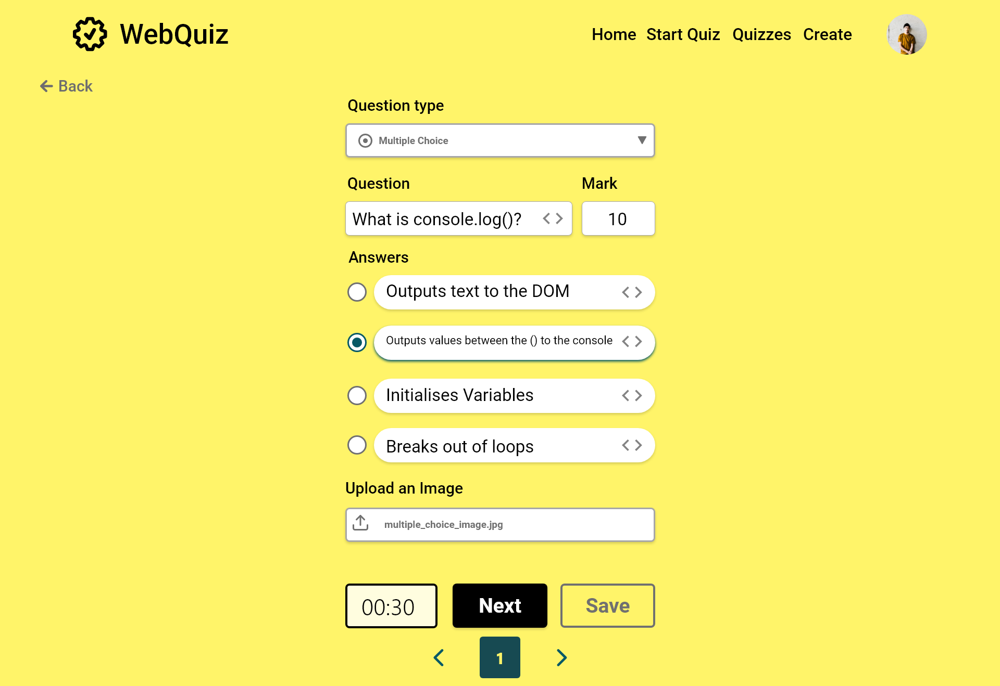 WebQuiz
Home Start Quiz Quizzes Create
Back
Question type
Multiple Choice
Question Mark
What is console.log()? < > 10
Answers
Outputs text to the DOM < >
Outputs values between the () to the console < >
Initialises Variables < >
Breaks out of loops < >
Upload an Image
multiple_choice_image.jpg
00:30 Next Save
1